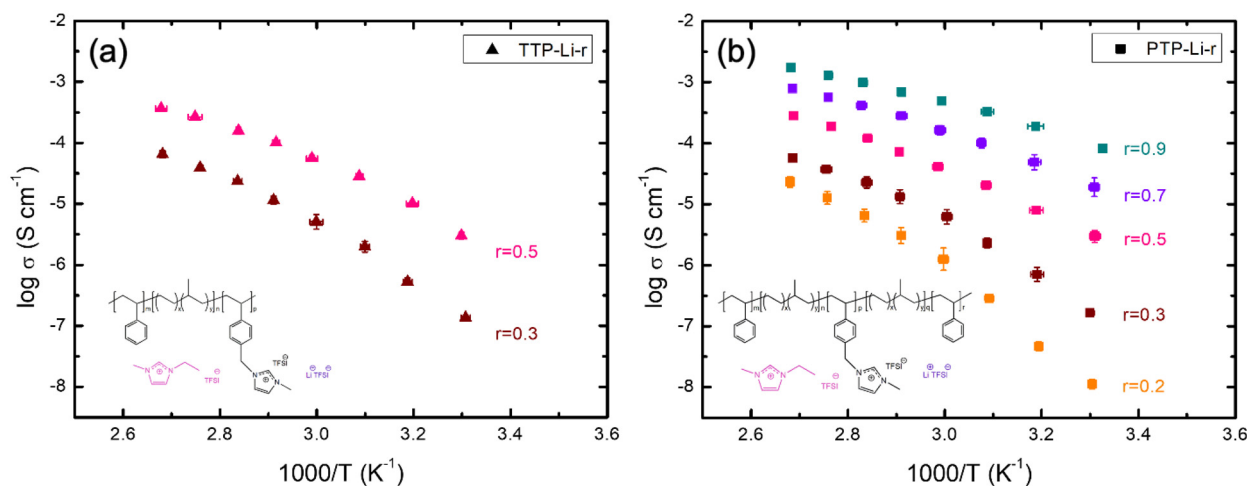 (a)
TTP-Li-r
log σ (S cm⁻¹)
-2
-3
-4
-5
-6
-7
-8
r=0.5
r=0.3
m
x
y
n
p
N
⊕
N
TFSI
⊖
TFSI
⊖
N
⊕
N
⊖
⊖
Li TFSI
2.6
2.8
3.0
3.2
3.4
3.6
1000/T (K⁻¹)
(b)
PTP-Li-r
log σ (S cm⁻¹)
-2
-3
-4
-5
-6
-7
-8
r=0.9
r=0.7
r=0.5
r=0.3
r=0.2
m
x
y
n
p
x
y
q
r
N
⊕
N
TFSI
⊖
TFSI
⊖
N
⊕
N
⊕
⊖
Li TFSI
2.6
2.8
3.0
3.2
3.4
3.6
1000/T (K⁻¹)